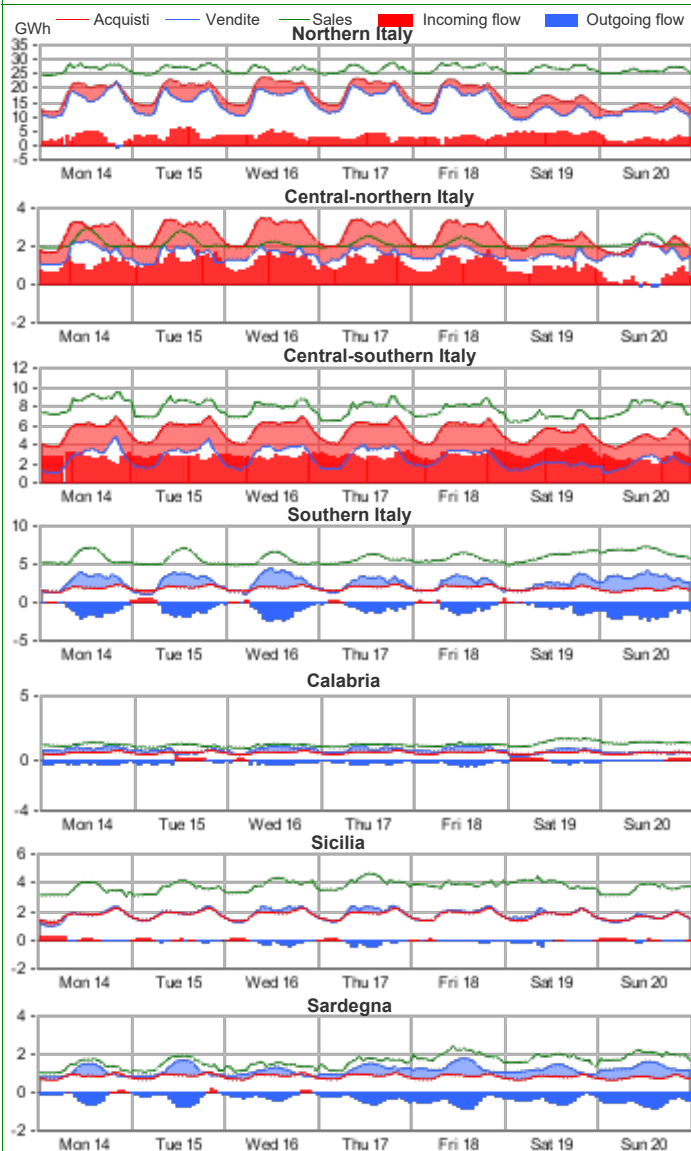 GWh Acquisti Vendite Sales Incoming flow Outgoing flow
Northern Italy
35
30
25
20
15
10
5
0
-5
Mon 14 Tue 15 Wed 16 Thu 17 Fri 18 Sat 19 Sun 20
Central-northern Italy
4
2
0
-2
Mon 14 Tue 15 Wed 16 Thu 17 Fri 18 Sat 19 Sun 20
Central-southern Italy
12
10
8
6
4
2
0
Mon 14 Tue 15 Wed 16 Thu 17 Fri 18 Sat 19 Sun 20
Southern Italy
10
5
0
-5
Mon 14 Tue 15 Wed 16 Thu 17 Fri 18 Sat 19 Sun 20
Calabria
5
0
-4
Mon 14 Tue 15 Wed 16 Thu 17 Fri 18 Sat 19 Sun 20
Sicilia
6
4
2
0
-2
Mon 14 Tue 15 Wed 16 Thu 17 Fri 18 Sat 19 Sun 20
Sardegna
4
2
0
-2
Mon 14 Tue 15 Wed 16 Thu 17 Fri 18 Sat 19 Sun 20